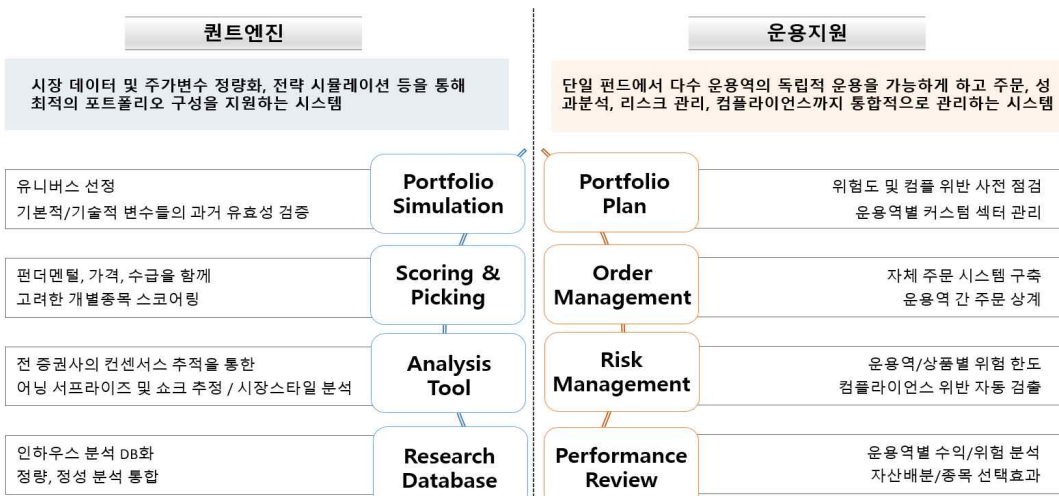 퀀트엔진
시장 데이터 및 주가변수 정량화, 전략 시뮬레이션 등을 통해
최적의 포트폴리오 구성을 지원하는 시스템
유니버스 선정
기본적/기술적 변수들의 과거 유효성 검증
Portfolio
Simulation
펀더멘털, 가격, 수급을 함께
고려한 개별종목 스코어링
Scoring &
Picking
전 증권사의 컨센서스 추적을 통한
어닝 서프라이즈 및 쇼크 추정 / 시장스타일 분석
Analysis
Tool
인하우스 분석 DB화
정량, 정성 분석 통합
Research
Database
운용지원
단일 펀드에서 다수 운용역의 독립적 운용을 가능하게 하고 주문, 성
과분석, 리스크 관리, 컴플라이언스까지 통합적으로 관리하는 시스템
Portfolio
Plan
위험도 및 컴플 위반 사전 점검
운용역별 커스텀 섹터 관리
Order
Management
자체 주문 시스템 구축
운용역 간 주문 상계
Risk
Management
운용역/상품별 위험 한도
컴플라이언스 위반 자동 검출
Performance
Review
운용역별 수익/위험 분석
자산배분/종목 선택효과